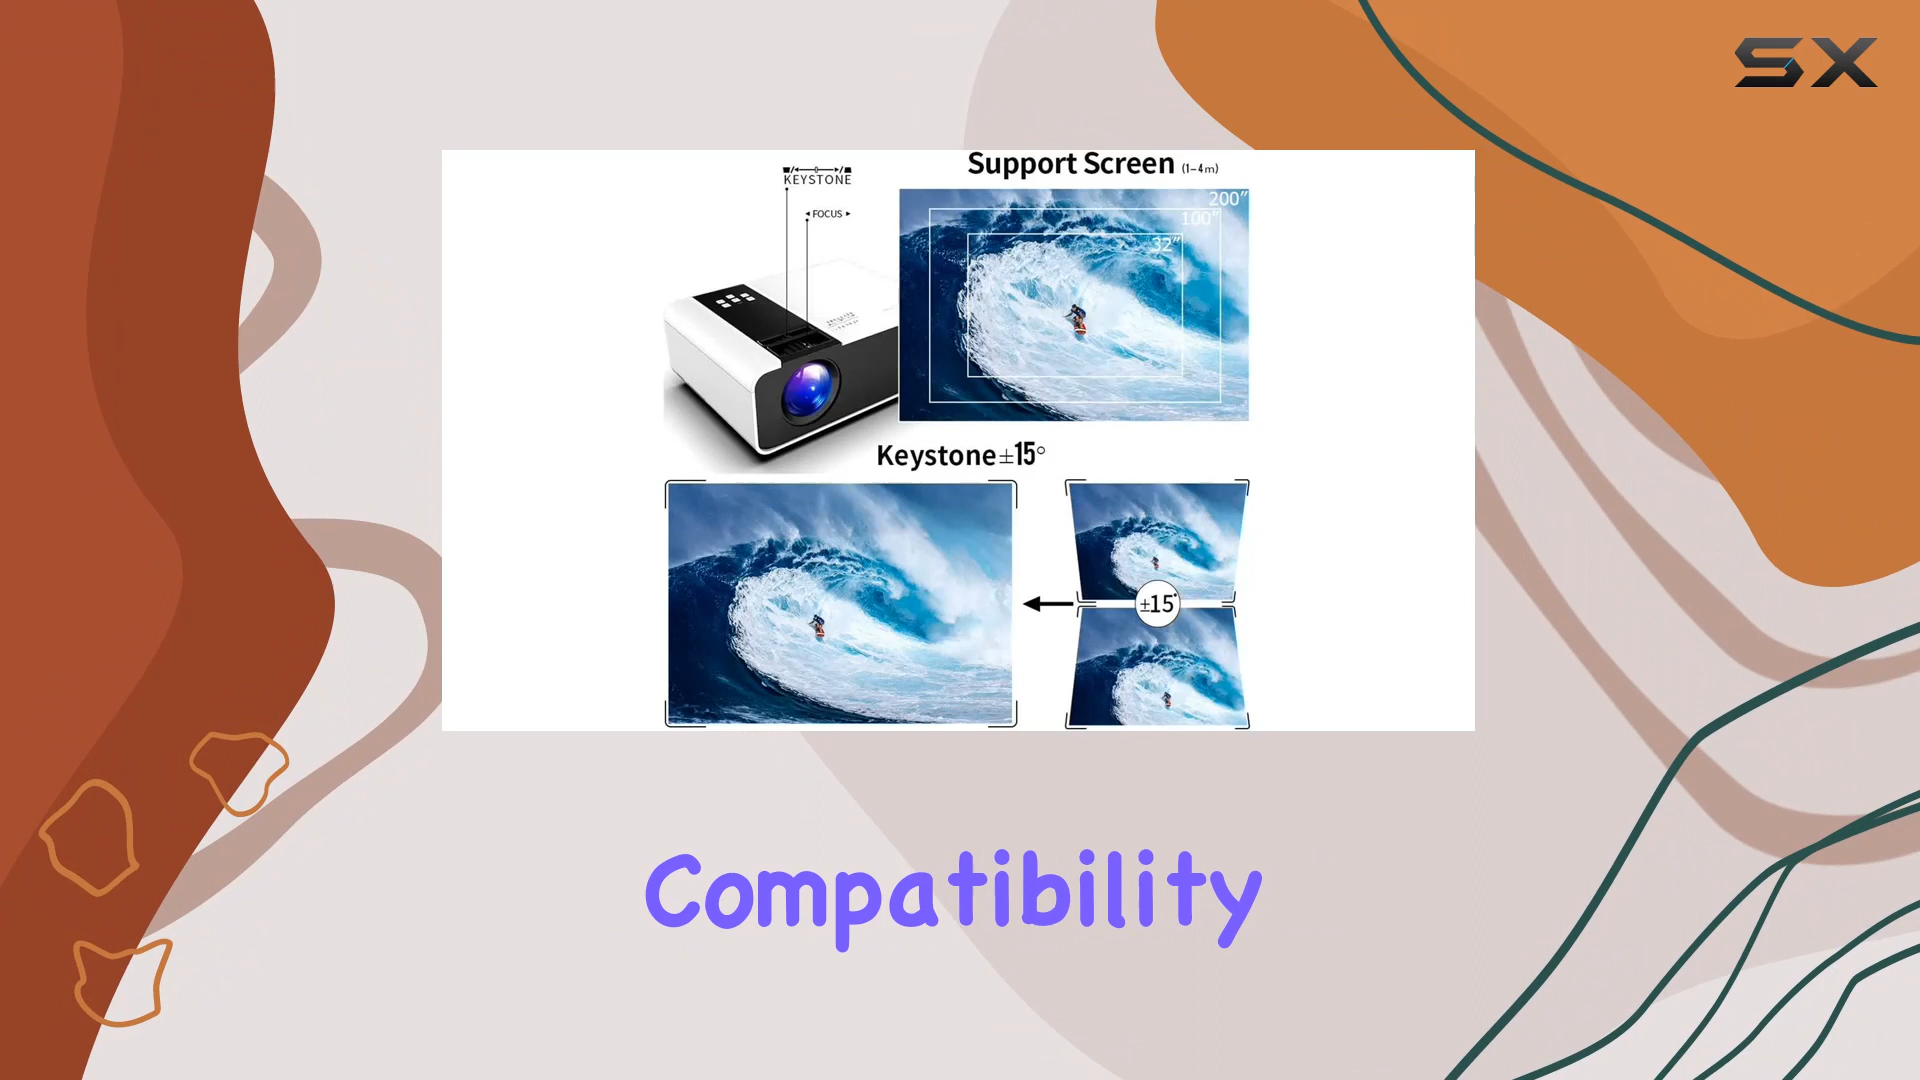 SX
Support Screen (1-4m)
KEYSTONE
200"
100"
◄ FOCUS ►
32"
Keystone±15°
±15°
Compatibility